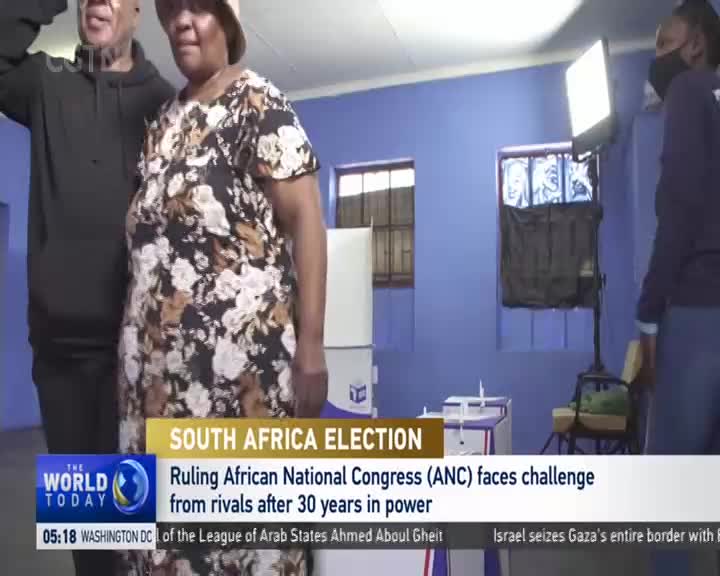 CGTN
SOUTH AFRICA ELECTION
Ruling African National Congress (ANC) faces challenge
from rivals after 30 years in power
THE
WORLD
TODAY
05:18 WASHINGTON DC
l of the League of Arab States Ahmed Aboul Gheit Israel seizes Gaza's entire border with